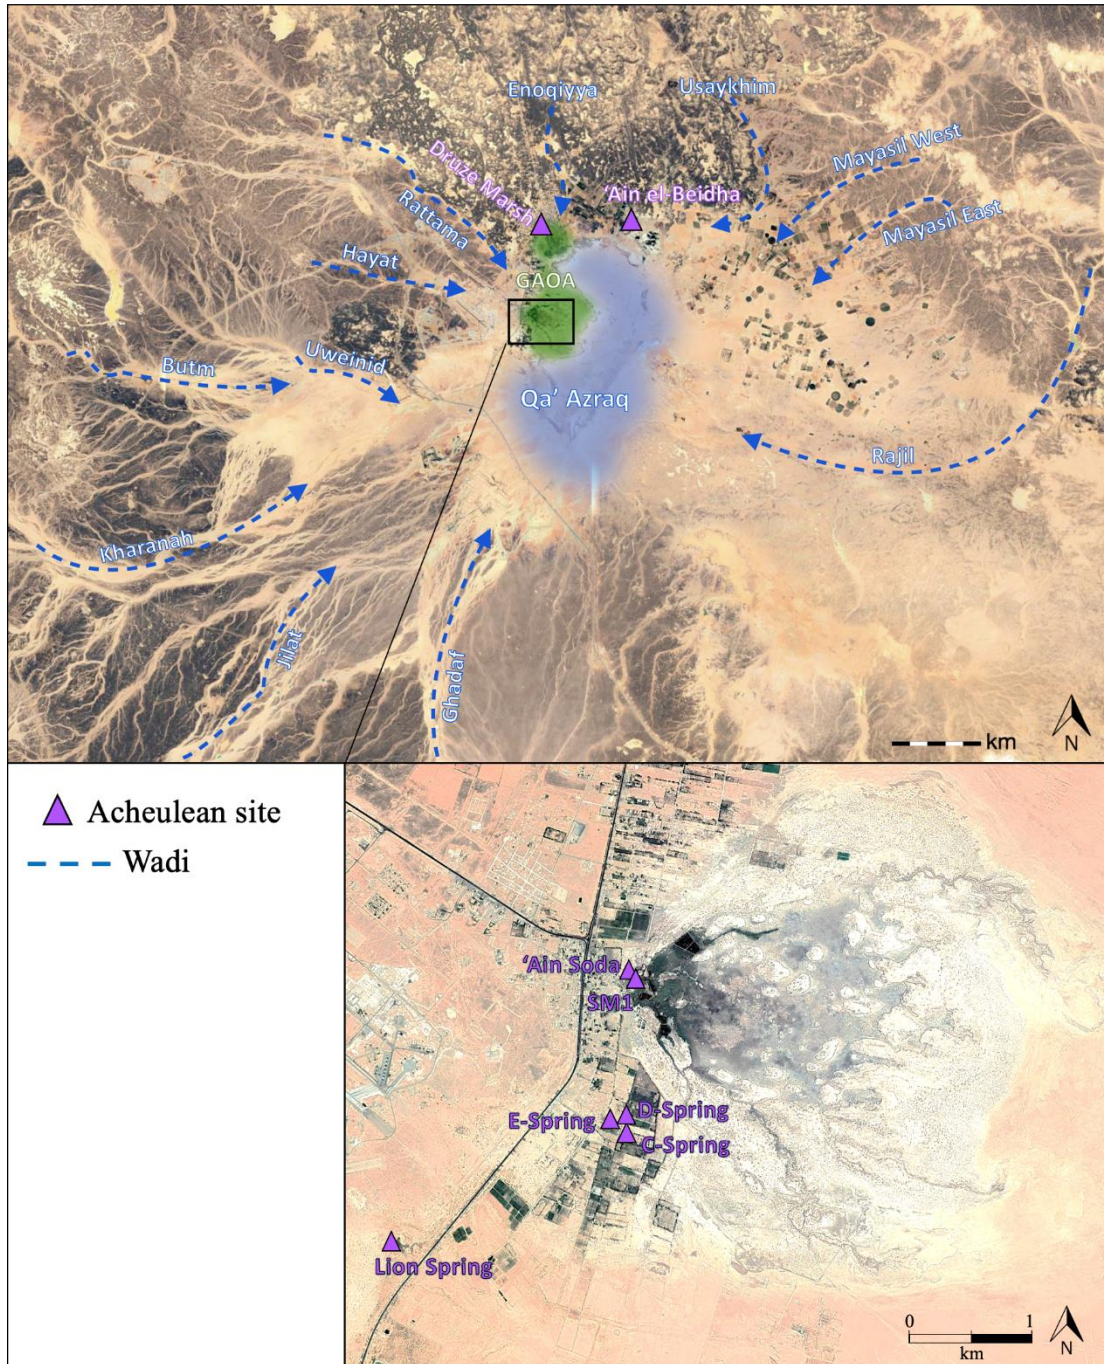 Enoqiyya
Usaykhim
Mayasil West
Druze Marsh
‘Ain el-Beidha
Rattama
Mayasil East
Hayat
GAOA
Butm
Uweinid
Qa’ Azraq
Rajil
Kharanah
Jilat
Ghadaf
km
N
Acheulean site
Wadi
‘Ain Soda
SM1
D-Spring
E-Spring
C-Spring
Lion Spring
0 1
km
N